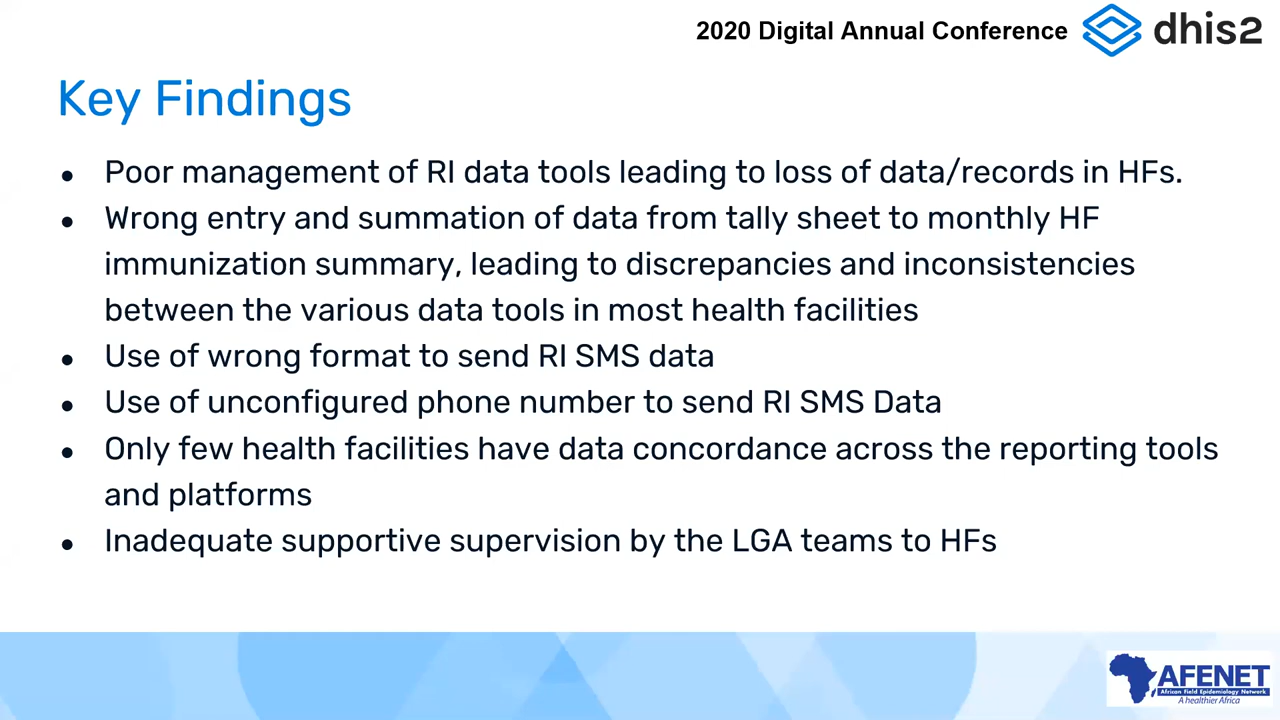 2020 Digital Annual Conference
dhis2
Key Findings
● Poor management of RI data tools leading to loss of data/records in HFs.
● Wrong entry and summation of data from tally sheet to monthly HF
immunization summary, leading to discrepancies and inconsistencies
between the various data tools in most health facilities
● Use of wrong format to send RI SMS data
● Use of unconfigured phone number to send RI SMS Data
● Only few health facilities have data concordance across the reporting tools
and platforms
● Inadequate supportive supervision by the LGA teams to HFs
AFENET
African Field Epidemiology Network
A healthier Africa